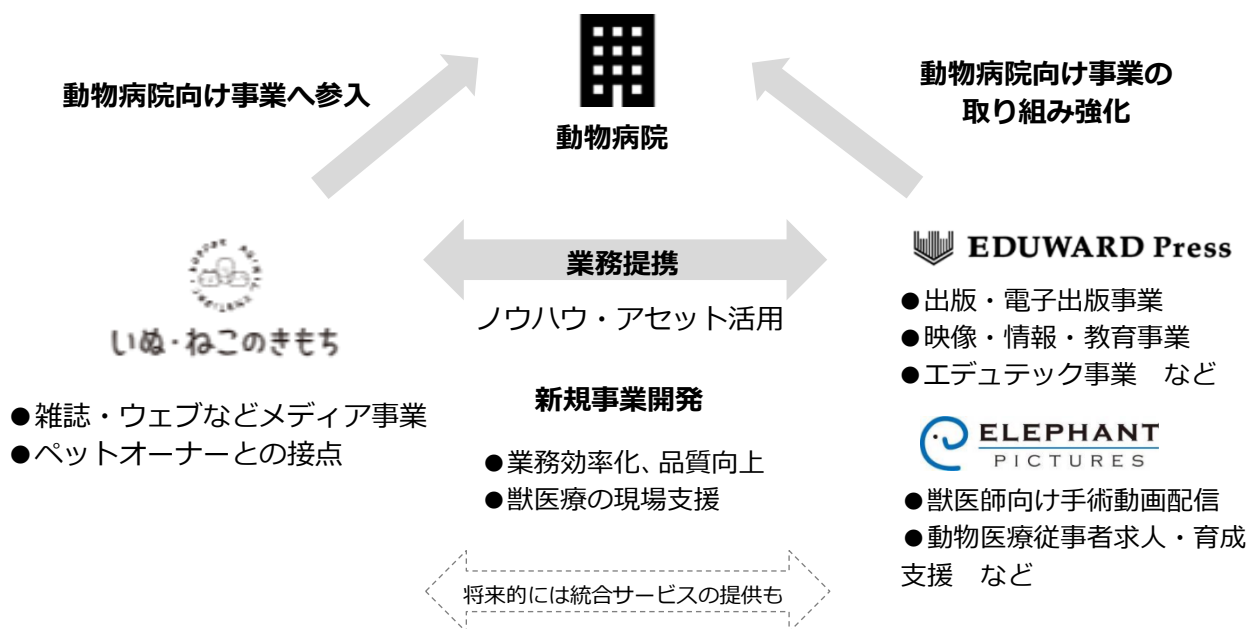 動物病院向け事業へ参入
動物病院
動物病院向け事業の
取り組み強化
いぬ・ねこのきもち
●雑誌・ウェブなどメディア事業
●ペットオーナーとの接点
業務提携
ノウハウ・アセット活用
新規事業開発
●業務効率化、品質向上
●獣医療の現場支援
将来的には統合サービスの提供も
EDUWARD Press
●出版・電子出版事業
●映像・情報・教育事業
●エデュテック事業　など
ELEPHANT
PICTURES
●獣医師向け手術動画配信
●動物医療従事者求人・育成
支援　など